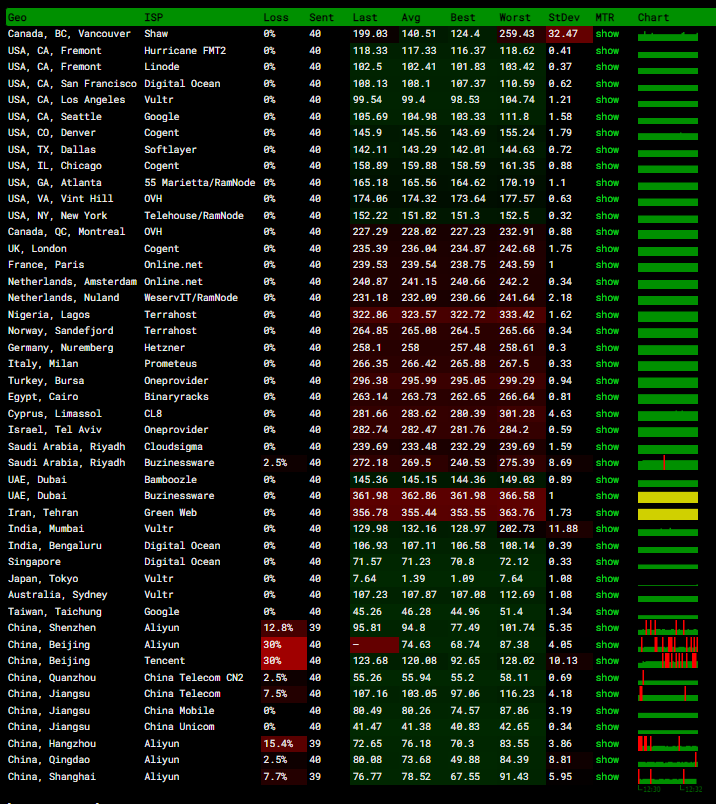 Geo ISP Loss Sent Last Avg Best Worst StDev MTR Chart
Canada, BC, Vancouver Shaw 0% 40 199.03 140.51 124.4 259.43 32.47 show
USA, CA, Fremont Hurricane FMT2 0% 40 118.33 117.33 116.37 118.62 0.41 show
USA, CA, Fremont Linode 0% 40 102.5 102.41 101.83 103.42 0.37 show
USA, CA, San Francisco Digital Ocean 0% 40 108.13 108.1 107.37 110.59 0.62 show
USA, CA, Los Angeles Vultr 0% 40 99.54 99.4 98.53 104.74 1.21 show
USA, CA, Seattle Google 0% 40 105.69 104.98 103.33 111.8 1.58 show
USA, CO, Denver Cogent 0% 40 145.9 145.56 143.69 155.24 1.79 show
USA, TX, Dallas Softlayer 0% 40 142.11 143.29 142.01 144.63 0.72 show
USA, IL, Chicago Cogent 0% 40 158.89 159.88 158.59 161.35 0.88 show
USA, GA, Atlanta 55 Marietta/RamNode 0% 40 165.18 165.56 164.62 170.19 1.1 show
USA, VA, Vint Hill OVH 0% 40 174.06 174.32 173.64 177.57 0.63 show
USA, NY, New York Telehouse/RamNode 0% 40 152.22 151.82 151.3 152.5 0.32 show
Canada, QC, Montreal OVH 0% 40 227.29 228.02 227.23 232.91 0.88 show
UK, London Cogent 0% 40 235.39 236.04 234.87 242.68 1.75 show
France, Paris Online.net 0% 40 239.53 239.54 238.75 243.59 1 show
Netherlands, Amsterdam Online.net 0% 40 240.87 241.15 240.66 242.2 0.34 show
Netherlands, Nuland WeservIT/RamNode 0% 40 231.18 232.09 230.66 241.64 2.18 show
Nigeria, Lagos Terrahost 0% 40 322.86 323.57 322.72 333.42 1.62 show
Norway, Sandefjord Terrahost 0% 40 264.85 265.08 264.5 265.66 0.34 show
Germany, Nuremberg Hetzner 0% 40 258.1 258 257.48 258.61 0.3 show
Italy, Milan Prometeus 0% 40 266.35 266.42 265.88 267.5 0.33 show
Turkey, Bursa Oneprovider 0% 40 296.38 295.99 295.05 299.29 0.94 show
Egypt, Cairo Binaryracks 0% 40 263.14 263.73 262.65 266.64 0.81 show
Cyprus, Limassol CL8 0% 40 281.66 283.62 280.39 301.28 4.63 show
Israel, Tel Aviv Oneprovider 0% 40 282.74 282.47 281.76 284.2 0.59 show
Saudi Arabia, Riyadh Cloudsigma 0% 40 239.69 233.48 232.29 239.69 1.59 show
Saudi Arabia, Riyadh Buzinessware 2.5% 40 272.18 269.5 240.53 275.39 8.69 show
UAE, Dubai Bamboozle 0% 40 145.36 145.15 144.36 149.03 0.89 show
UAE, Dubai Buzinessware 0% 40 361.98 362.86 361.98 366.58 1 show
Iran, Tehran Green Web 0% 40 356.78 355.44 353.55 363.76 1.73 show
India, Mumbai Vultr 0% 40 129.98 132.16 128.97 202.73 11.88 show
India, Bengaluru Digital Ocean 0% 40 106.93 107.11 106.58 108.14 0.39 show
Singapore Digital Ocean 0% 40 71.57 71.23 70.8 72.12 0.33 show
Japan, Tokyo Vultr 0% 40 7.64 1.39 1.09 7.64 1.08 show
Australia, Sydney Vultr 0% 40 107.23 107.87 107.08 112.69 1.08 show
Taiwan, Taichung Google 0% 40 45.26 46.28 44.96 51.4 1.34 show
China, Shenzhen Aliyun 12.8% 39 95.81 94.8 77.49 101.74 5.35 show
China, Beijing Aliyun 30% 40 – 74.63 68.74 87.38 4.05 show
China, Beijing Tencent 30% 40 123.68 120.08 92.65 128.02 10.13 show
China, Quanzhou China Telecom CN2 2.5% 40 55.26 55.94 55.2 58.11 0.69 show
China, Jiangsu China Telecom 7.5% 40 107.16 103.05 97.06 116.23 4.18 show
China, Jiangsu China Mobile 0% 40 80.49 80.26 74.57 87.86 3.19 show
China, Jiangsu China Unicom 0% 40 41.47 41.38 40.83 42.65 0.34 show
China, Hangzhou Aliyun 15.4% 39 72.65 76.18 70.3 83.55 3.86 show
China, Qingdao Aliyun 2.5% 40 80.08 73.68 49.88 84.39 8.81 show
China, Shanghai Aliyun 7.7% 39 76.77 78.52 67.55 91.43 5.95 show
12:30 12:32